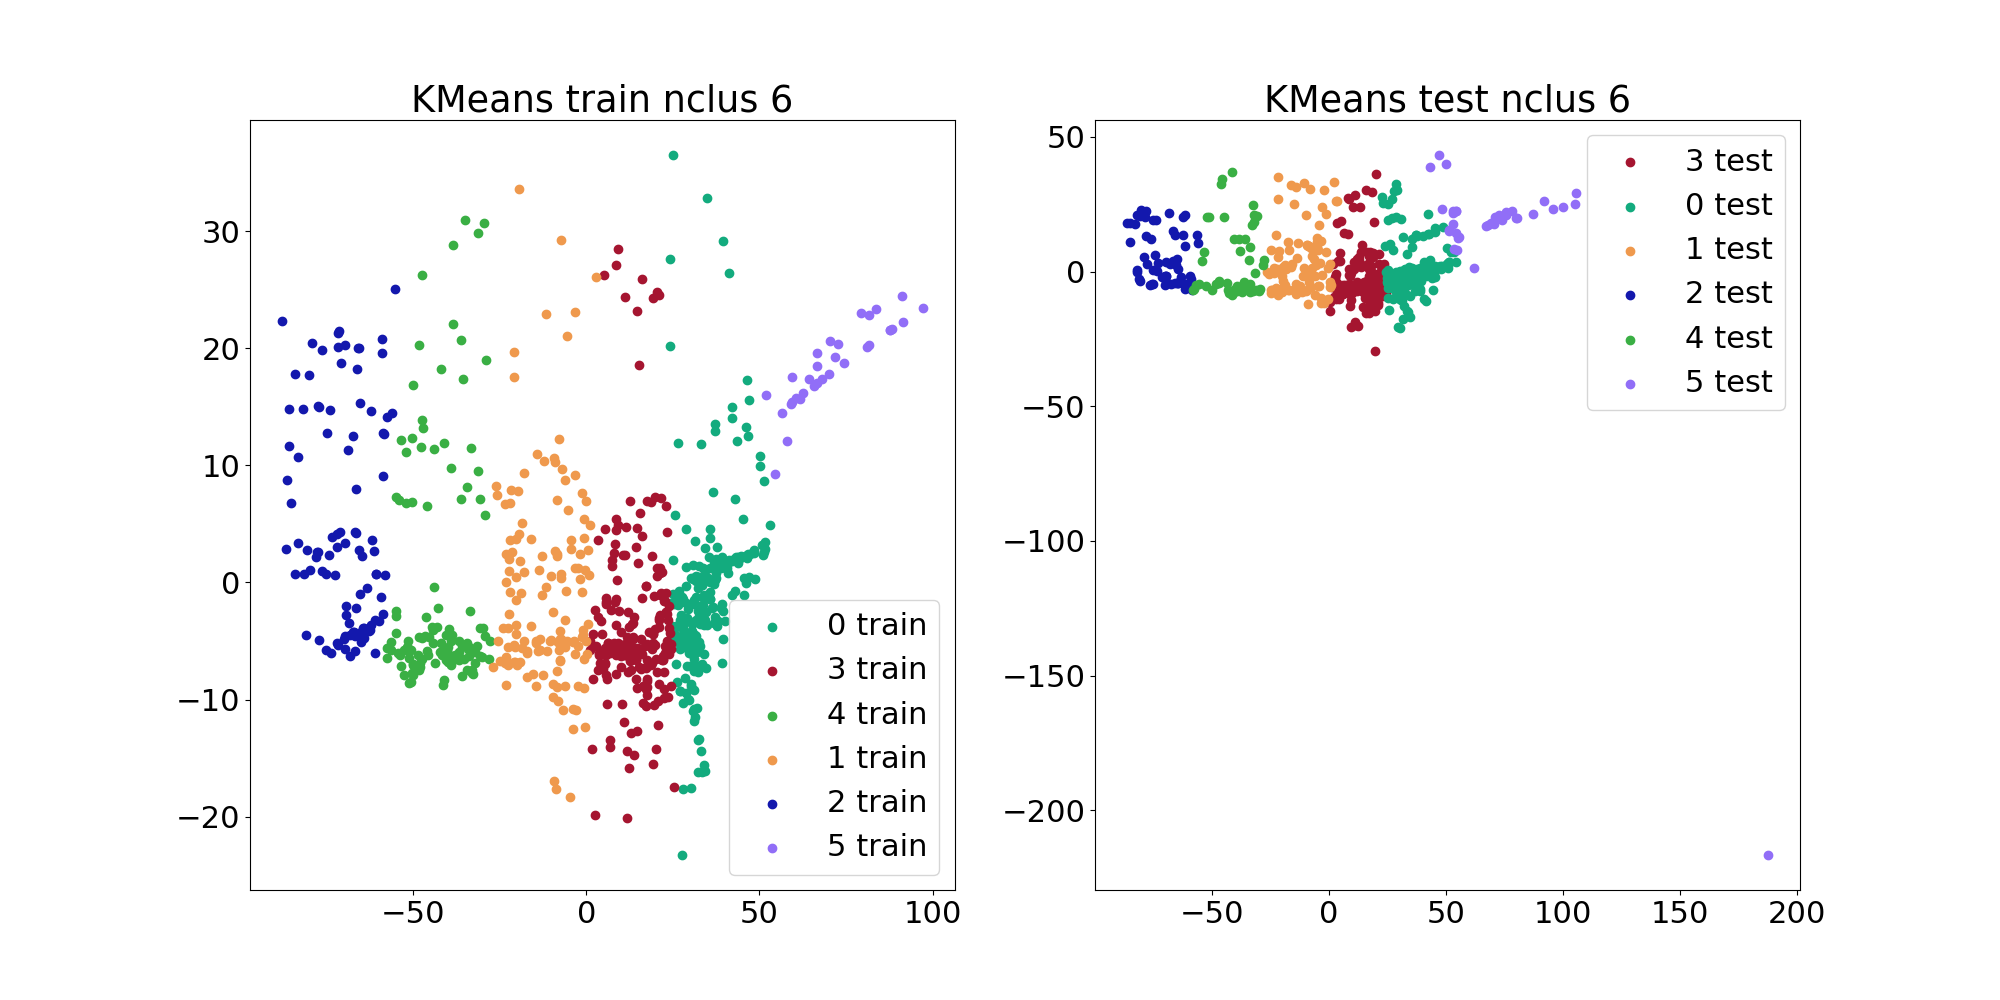 KMeans train nclus 6
30
20
10
0
−10
−20
−50
0
50
100
0 train
3 train
4 train
1 train
2 train
5 train
KMeans test nclus 6
50
0
−50
−100
−150
−200
−50
0
50
100
150
200
3 test
0 test
1 test
2 test
4 test
5 test